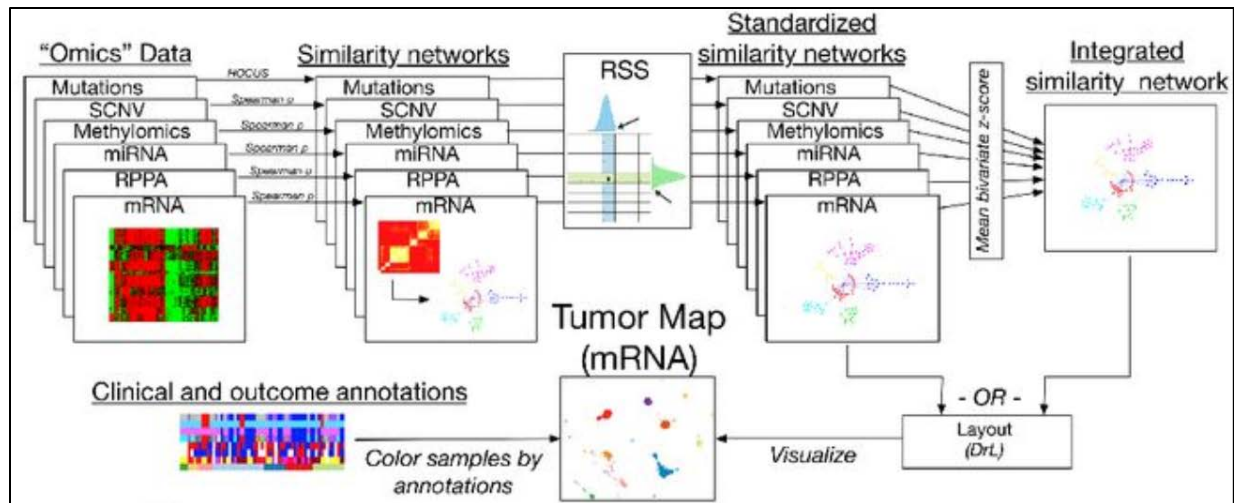 "Omics" Data
Mutations
SCNV
Methylomics
miRNA
RPPA
mRNA
HOCUS
Spearman ρ
Spearman ρ
Spearman ρ
Spearman ρ
Spearman ρ
Similarity networks
Mutations
SCNV
Methylomics
miRNA
RPPA
mRNA
RSS
Standardized
similarity networks
Mutations
SCNV
Methylomics
miRNA
RPPA
mRNA
Mean bivariate z-score
Integrated
similarity network
Tumor Map
(mRNA)
Clinical and outcome annotations
Color samples by
annotations
Visualize
- OR -
Layout
(DrL)